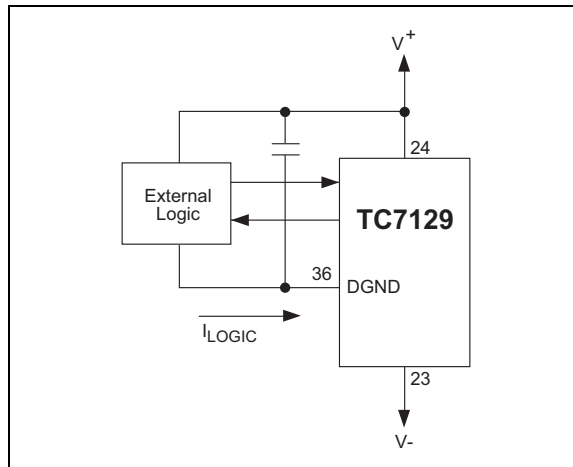 V+
24
External
Logic
TC7129
36
DGND
ILOGIC
23
V-